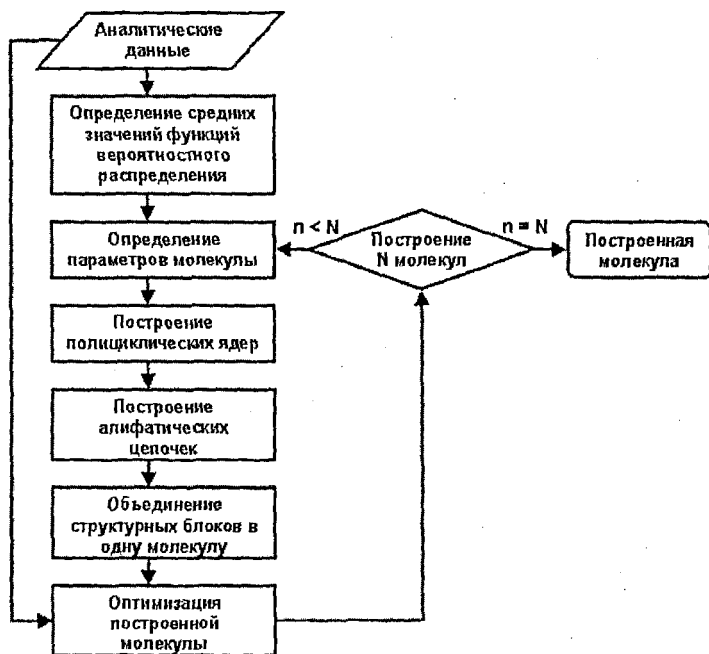 Аналитические
данные
Определение средних
значений функций
вероятностного
распределения
Определение
параметров молекулы
n < N
Построение
N молекул
n = N
Построенная
молекула
Построение
полициклических ядер
Построение
алифатических
цепочек
Объединение
структурных блоков в
одну молекулу
Оптимизация
построенной
молекулы